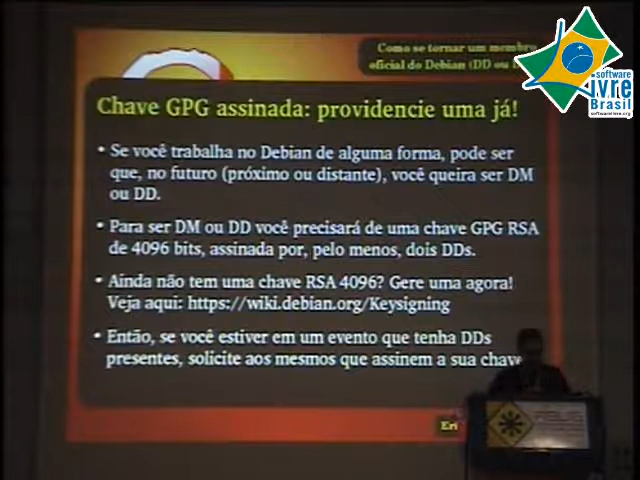 Como se tornar um membro
oficial do Debian (DD ou
software
livre
Brasil
softwarelivre.org
Chave GPG assinada: providencie uma já!
• Se você trabalha no Debian de alguma forma, pode ser
que, no futuro (próximo ou distante), você queira ser DM
ou DD.
• Para ser DM ou DD você precisará de uma chave GPG RSA
de 4096 bits, assinada por, pelo menos, dois DDs.
• Ainda não tem uma chave RSA 4096? Gere uma agora!
Veja aqui: https://wiki.debian.org/Keysigning
• Então, se você estiver em um evento que tenha DDs
presentes, solicite aos mesmos que assinem a sua chave
Eri